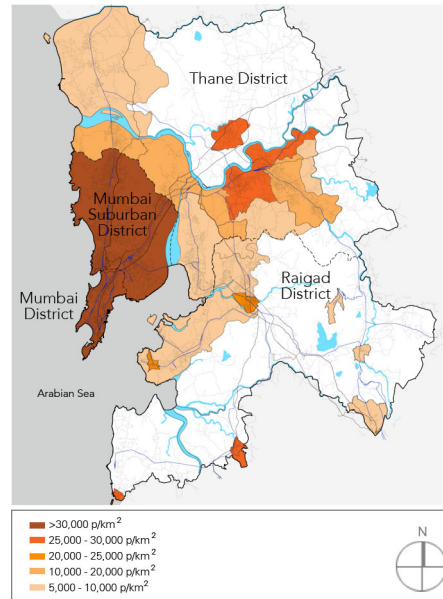 Thane District
Mumbai
Suburban
District
Mumbai
District
Raigad
District
Arabian Sea
>30,000 p/km²
25,000 - 30,000 p/km²
20,000 - 25,000 p/km²
10,000 - 20,000 p/km²
5,000 - 10,000 p/km²
N